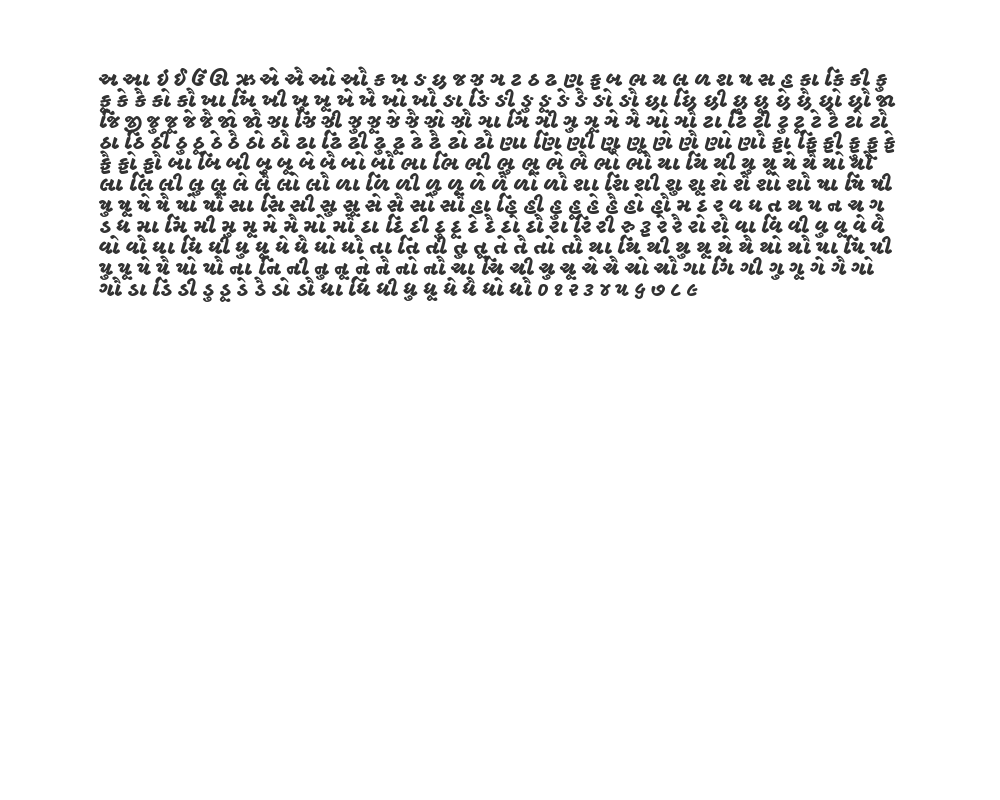 અ આ ઇ ઈ ઉ ઊ ઋ એ ઐ ઓ ઔ ક ખ ઙ છ જ ઝ ઞ ટ ઠ ઢ ણ ફ બ ભ ય લ ળ શ ષ સ હ કા કિ કી કુ
કૂ કે કૈ કો કૌ ખા ખિ ખી ખુ ખૂ ખે ખૈ ખો ખૌ ઙા ઙિ ઙી ઙુ ઙૂ ઙે ઙૈ ઙો ઙૌ છા છિ છી છુ છૂ છે છૈ છો છૌ જા
જિ જી જુ જૂ જે જૈ જો જૌ ઝા ઝિ ઝી ઝુ ઝૂ ઝે ઝૈ ઝો ઝૌ ઞા ઞિ ઞી ઞુ ઞૂ ઞે ઞૈ ઞો ઞૌ ટા ટિ ટી ટુ ટૂ ટે ટૈ ટો ટૌ
ઠા ઠિ ઠી ઠુ ઠૂ ઠે ઠૈ ઠો ઠૌ ઢા ઢિ ઢી ઢુ ઢૂ ઢે ઢૈ ઢો ઢૌ ણા ણિ ણી ણુ ણૂ ણે ણૈ ણો ણૌ ફા ફિ ફી ફુ ફૂ ફે
ફૈ ફો ફૌ બા બિ બી બુ બૂ બે બૈ બો બૌ ભા ભિ ભી ભુ ભૂ ભે ભૈ ભો ભૌ યા યિ યી યુ યૂ યે યૈ યો યૌ
લા લિ લી લુ લૂ લે લૈ લો લૌ ળા ળિ ળી ળુ ળૂ ળે ળૈ ળો ળૌ શા શિ શી શુ શૂ શે શૈ શો શૌ ષા ષિ ષી
ષુ ષૂ ષે ષૈ ષો ષૌ સા સિ સી સુ સૂ સે સૈ સો સૌ હા હિ હી હુ હૂ હે હૈ હો હૌ મ દ ર વ ધ ત થ પ ન ચ ગ
ડ ઘ મા મિ મી મુ મૂ મે મૈ મો મૌ દા દિ દી દુ દૂ દે દૈ દો દૌ રા રિ રી રુ રૂ રે રૈ રો રૌ વા વિ વી વુ વૂ વે વૈ
વો વૌ ધા ધિ ધી ધુ ધૂ ધે ધૈ ધો ધૌ તા તિ તી તુ તૂ તે તૈ તો તૌ થા થિ થી થુ થૂ થે થૈ થો થૌ પા પિ પી
પુ પૂ પે પૈ પો પૌ ના નિ ની નુ નૂ ને નૈ નો નૌ ચા ચિ ચી ચુ ચૂ ચે ચૈ ચો ચૌ ગા ગિ ગી ગુ ગૂ ગે ગૈ ગો
ગૌ ડા ડિ ડી ડુ ડૂ ડે ડૈ ડો ડૌ ઘા ઘિ ઘી ઘુ ઘૂ ઘે ઘૈ ઘો ઘૌ ૦ ૧ ૨ ૩ ૪ ૫ ૬ ૭ ૮ ૯